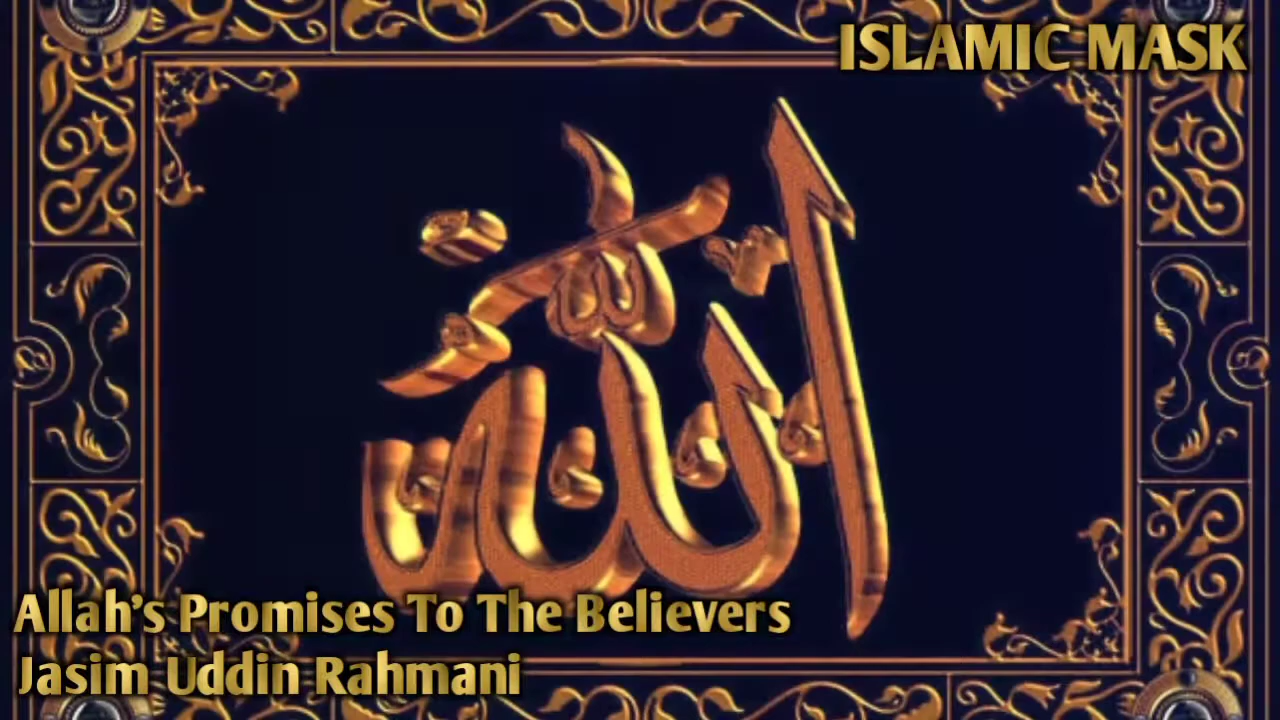 ISLAMIC MASK
الله
Allah's Promises To The Believers
Jasim Uddin Rahmani